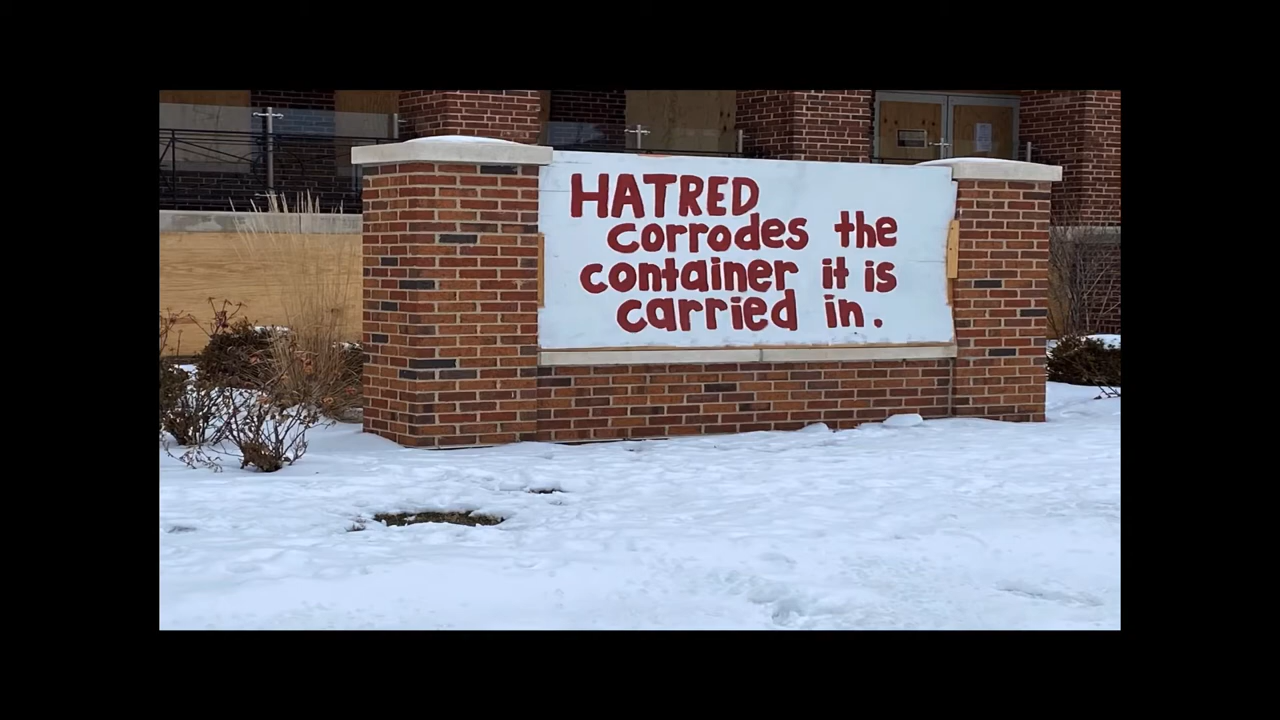 HATRED
corrodes the
container it is
carried in.